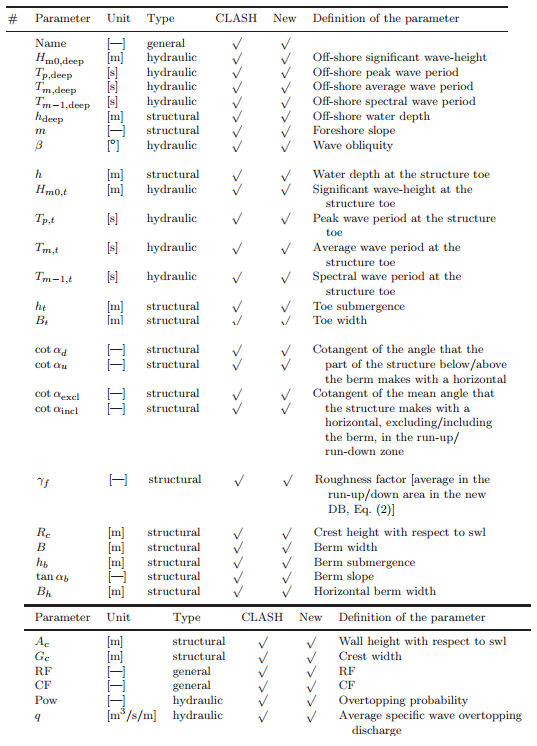 # Parameter Unit Type CLASH New Definition of the parameter
Name [—] general √ √
H_{m0,deep} [m] hydraulic √ √ Off-shore significant wave-height
T_{p,deep} [s] hydraulic √ √ Off-shore peak wave period
T_{m,deep} [s] hydraulic √ √ Off-shore average wave period
T_{m−1,deep} [s] hydraulic √ √ Off-shore spectral wave period
h_{deep} [m] structural √ √ Off-shore water depth
m [—] structural √ √ Foreshore slope
β [°] hydraulic √ √ Wave obliquity
h [m] structural √ √ Water depth at the structure toe
H_{m0,t} [m] hydraulic √ √ Significant wave-height at the
structure toe
T_{p,t} [s] hydraulic √ √ Peak wave period at the structure
toe
T_{m,t} [s] hydraulic √ √ Average wave period at the
structure toe
T_{m−1,t} [s] hydraulic √ √ Spectral wave period at the
structure toe
h_t [m] structural √ √ Toe submergence
B_t [m] structural √ √ Toe width
cot α_d [—] structural √ √ Cotangent of the angle that the
cot α_u [—] structural √ √ part of the structure below/above
the berm makes with a horizontal
cot α_{excl} [—] structural √ √ Cotangent of the mean angle that
cot α_{incl} [—] structural √ √ the structure makes with a
horizontal, excluding/including
the berm, in the run-up/
run-down zone
γ_f [—] structural √ √ Roughness factor [average in the
run-up/down area in the new
DB, Eq. (2)]
R_c [m] structural √ √ Crest height with respect to swl
B [m] structural √ √ Berm width
h_b [m] structural √ √ Berm submergence
tan α_b [—] structural √ √ Berm slope
B_h [m] structural √ √ Horizontal berm width
Parameter Unit Type CLASH New Definition of the parameter
A_c [m] structural √ √ Wall height with respect to swl
G_c [m] structural √ √ Crest width
RF [—] general √ √ RF
CF [—] general √ √ CF
Pow [—] hydraulic √ √ Overtopping probability
q [m³/s/m] hydraulic √ √ Average specific wave overtopping
discharge